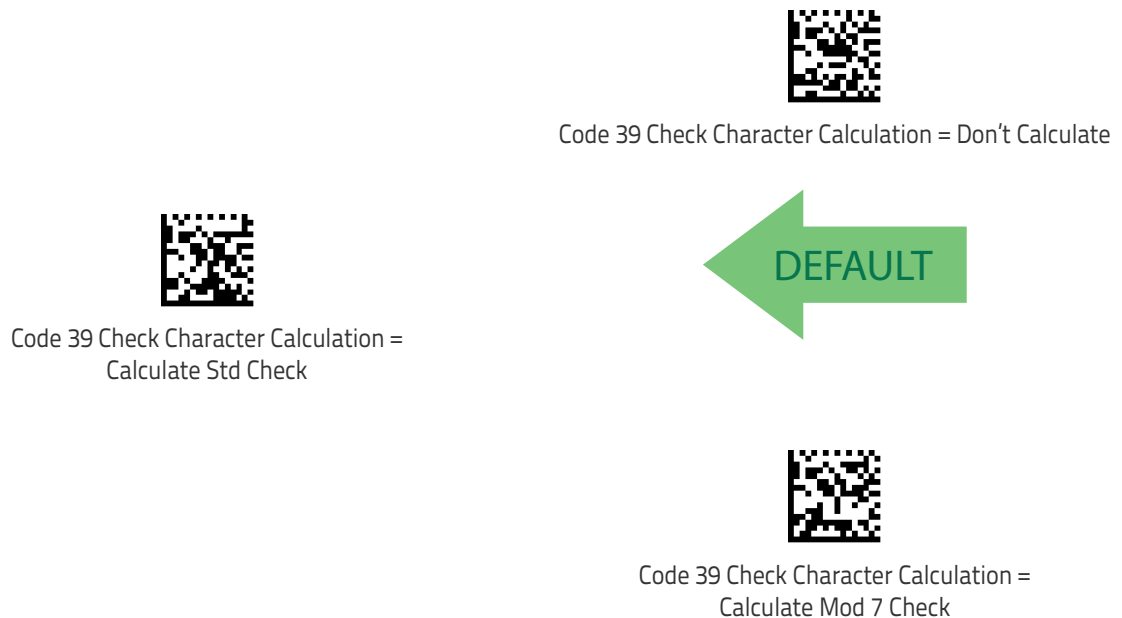 Code 39 Check Character Calculation = Don’t Calculate
DEFAULT
Code 39 Check Character Calculation =
Calculate Std Check
Code 39 Check Character Calculation =
Calculate Mod 7 Check